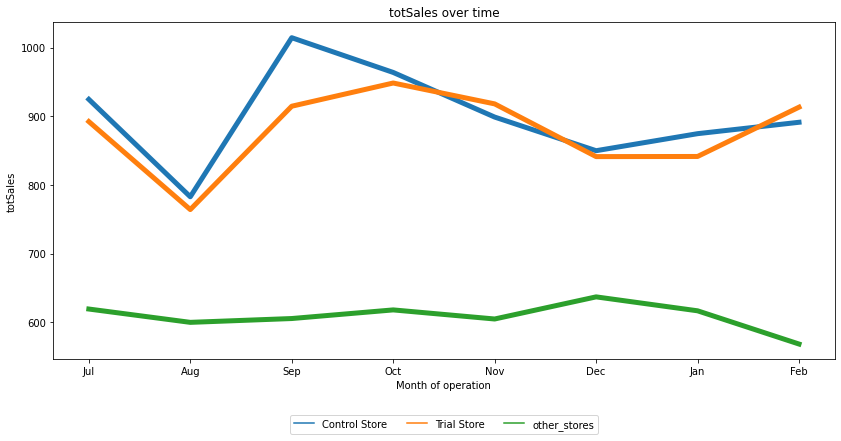 totSales over time
totSales
1000
900
800
700
600
Jul Aug Sep Oct Nov Dec Jan Feb
Month of operation
Control Store Trial Store other_stores